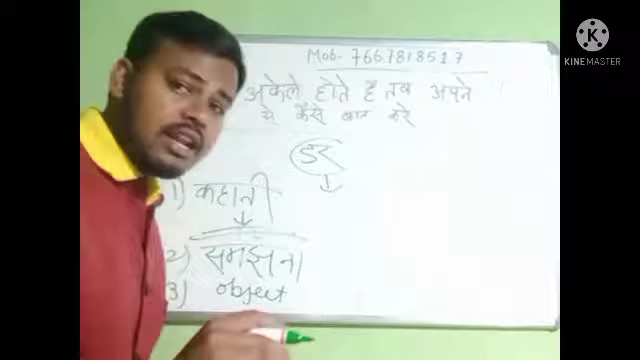 Mob- 7667818517
अकेले होते हैं तब अपने
से कैसे बात करे
डर
1) कहानी
2) समझना
3) object
KINEMASTER